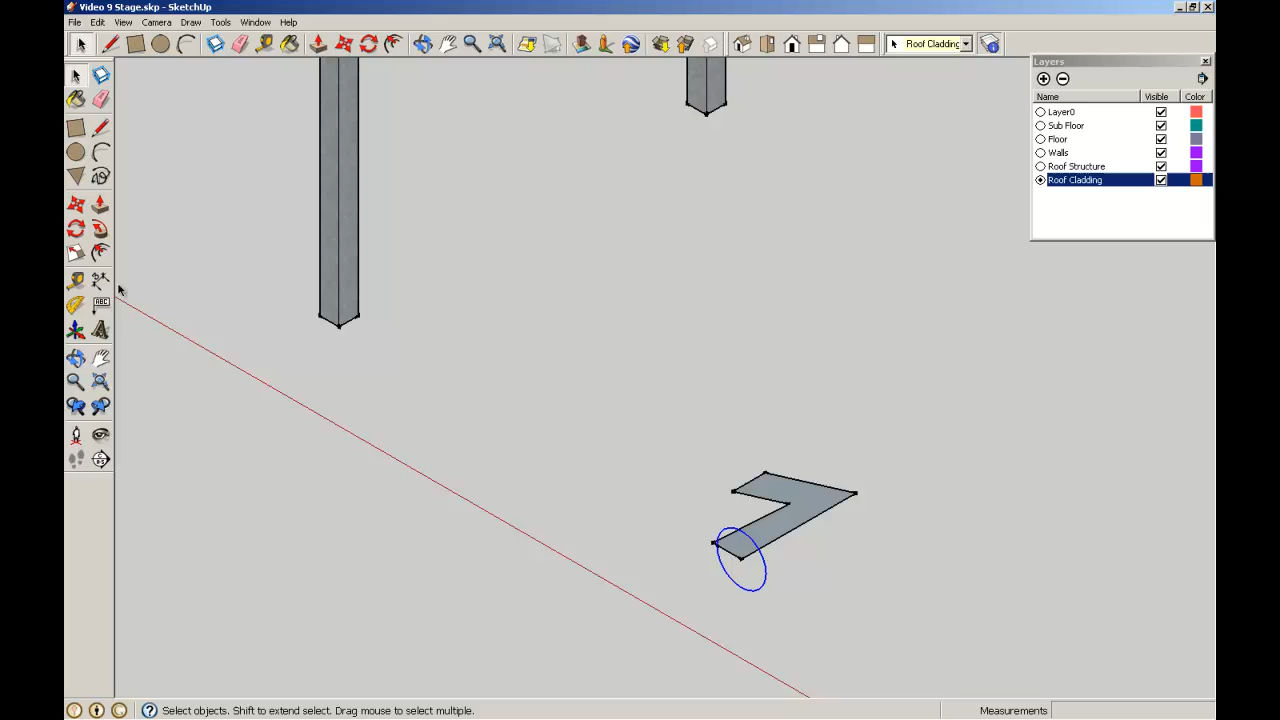 Video 9 Stage.skp - SketchUp
File Edit View Camera Draw Tools Window Help
Roof Cladding
Layers
Name Visible Color
Layer0
Sub Floor
Floor
Walls
Roof Structure
Roof Cladding
ABC
A
Select objects. Shift to extend select. Drag mouse to select multiple.
Measurements